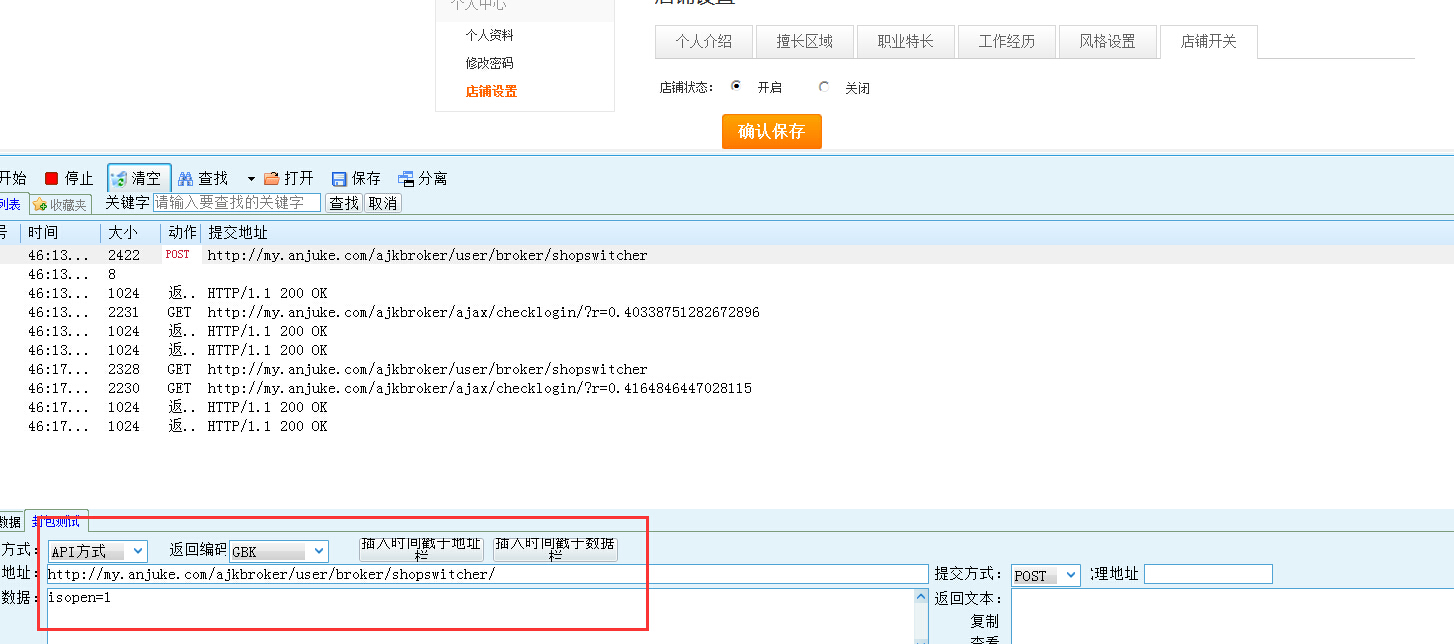 个人中心
店铺设置
个人资料
修改密码
店铺设置
个人介绍 擅长区域 职业特长 工作经历 风格设置 店铺开关
店铺状态： 开启 关闭
确认保存
开始 停止 清空 查找 打开 保存 分离
列表 收藏夹 关键字 请输入要查找的关键字 查找 取消
号 时间 大小 动作 提交地址
46:13... 2422 POST http://my.anjuke.com/ajkbroker/user/broker/shopswitcher
46:13... 8
46:13... 1024 返.. HTTP/1.1 200 OK
46:13... 2231 GET http://my.anjuke.com/ajkbroker/ajax/checklogin/?r=0.40338751282672896
46:13... 1024 返.. HTTP/1.1 200 OK
46:13... 1024 返.. HTTP/1.1 200 OK
46:17... 2328 GET http://my.anjuke.com/ajkbroker/user/broker/shopswitcher
46:17... 2230 GET http://my.anjuke.com/ajkbroker/ajax/checklogin/?r=0.4164846447028115
46:17... 1024 返.. HTTP/1.1 200 OK
46:17... 1024 返.. HTTP/1.1 200 OK
数据 封包测试
方式： API方式 返回编码 GBK 插入时间戳于地址栏 插入时间戳于数据栏
地址： http://my.anjuke.com/ajkbroker/user/broker/shopswitcher/ 提交方式： POST 理地址
数据： isopen=1 返回文本：
复制
查看